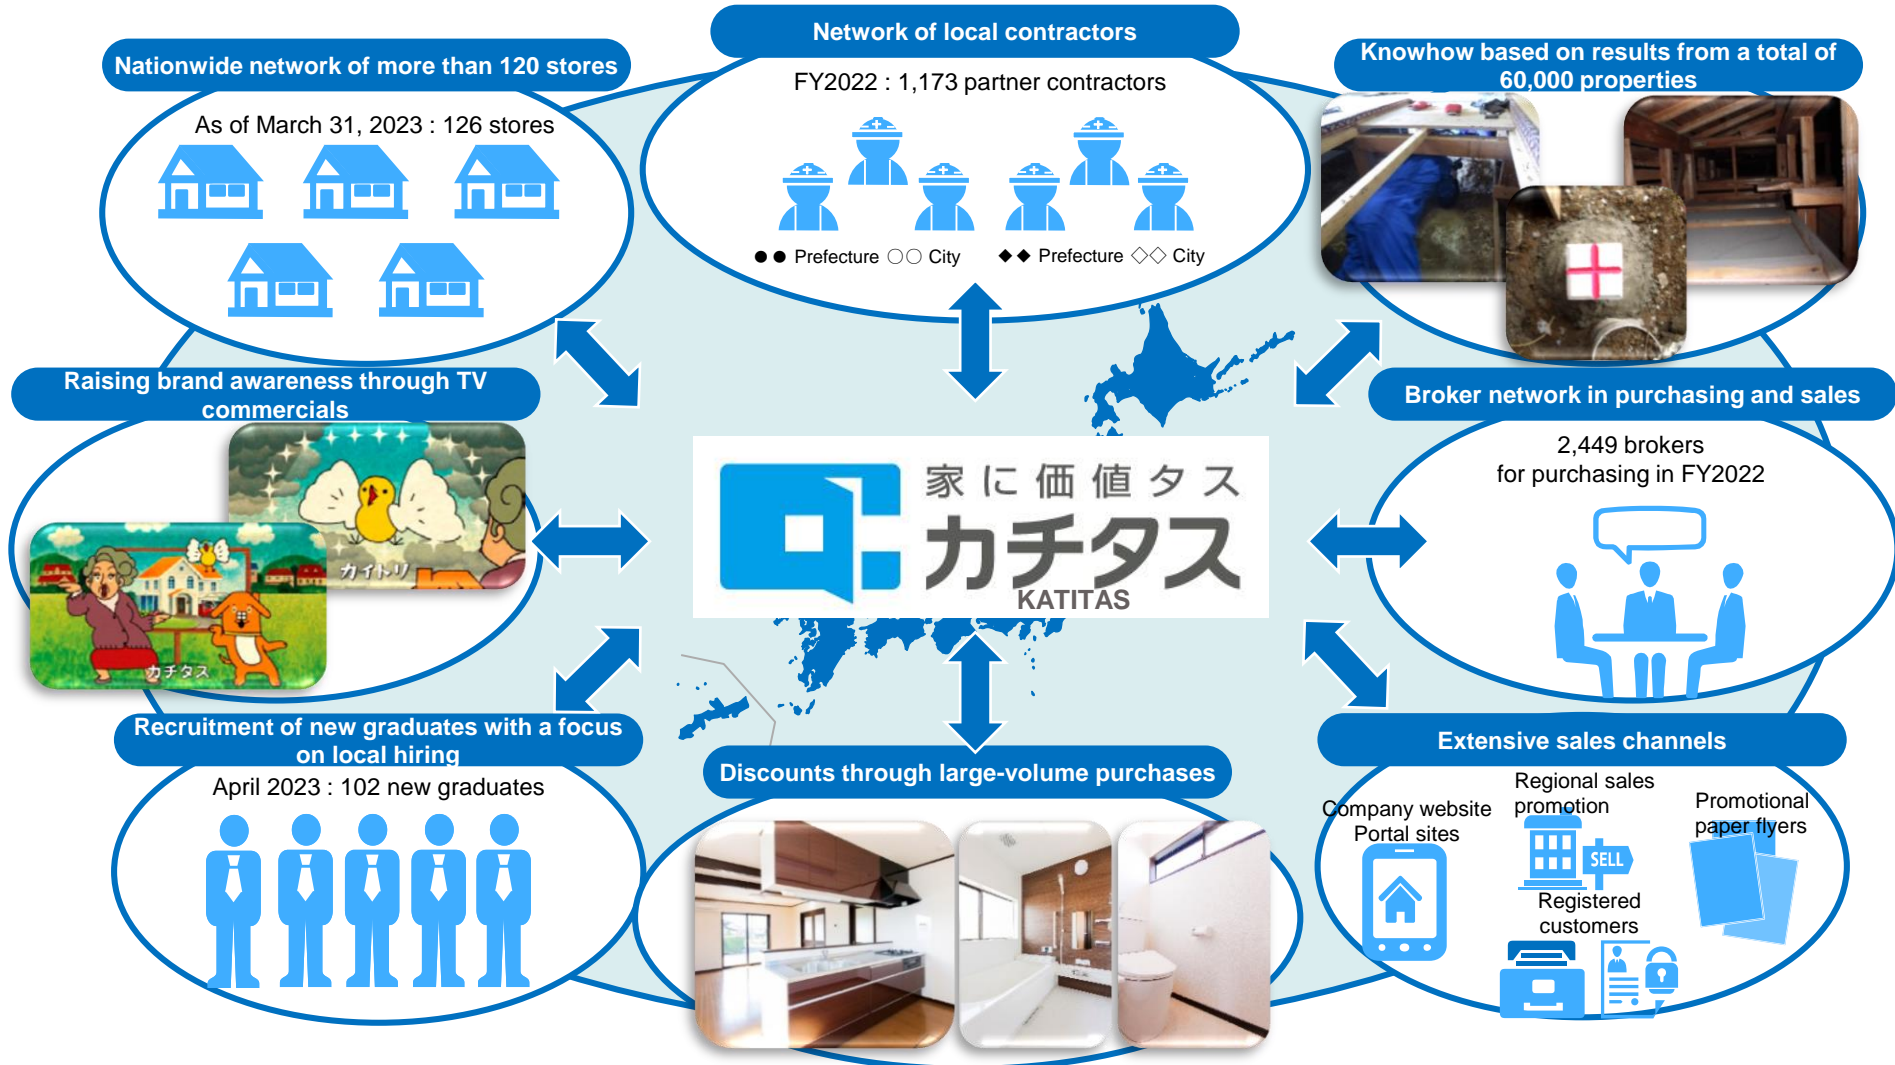 Network of local contractors
FY2022 : 1,173 partner contractors
●● Prefecture ○○ City
◆◆ Prefecture ◇◇ City
Nationwide network of more than 120 stores
As of March 31, 2023 : 126 stores
Knowhow based on results from a total of
60,000 properties
Raising brand awareness through TV
commercials
カイトリ
カチタス
家に価値タス
カチタス
KATITAS
Broker network in purchasing and sales
2,449 brokers
for purchasing in FY2022
Recruitment of new graduates with a focus
on local hiring
April 2023 : 102 new graduates
Discounts through large-volume purchases
Extensive sales channels
Company website
Portal sites
Regional sales
promotion
SELL
Promotional
paper flyers
Registered
customers